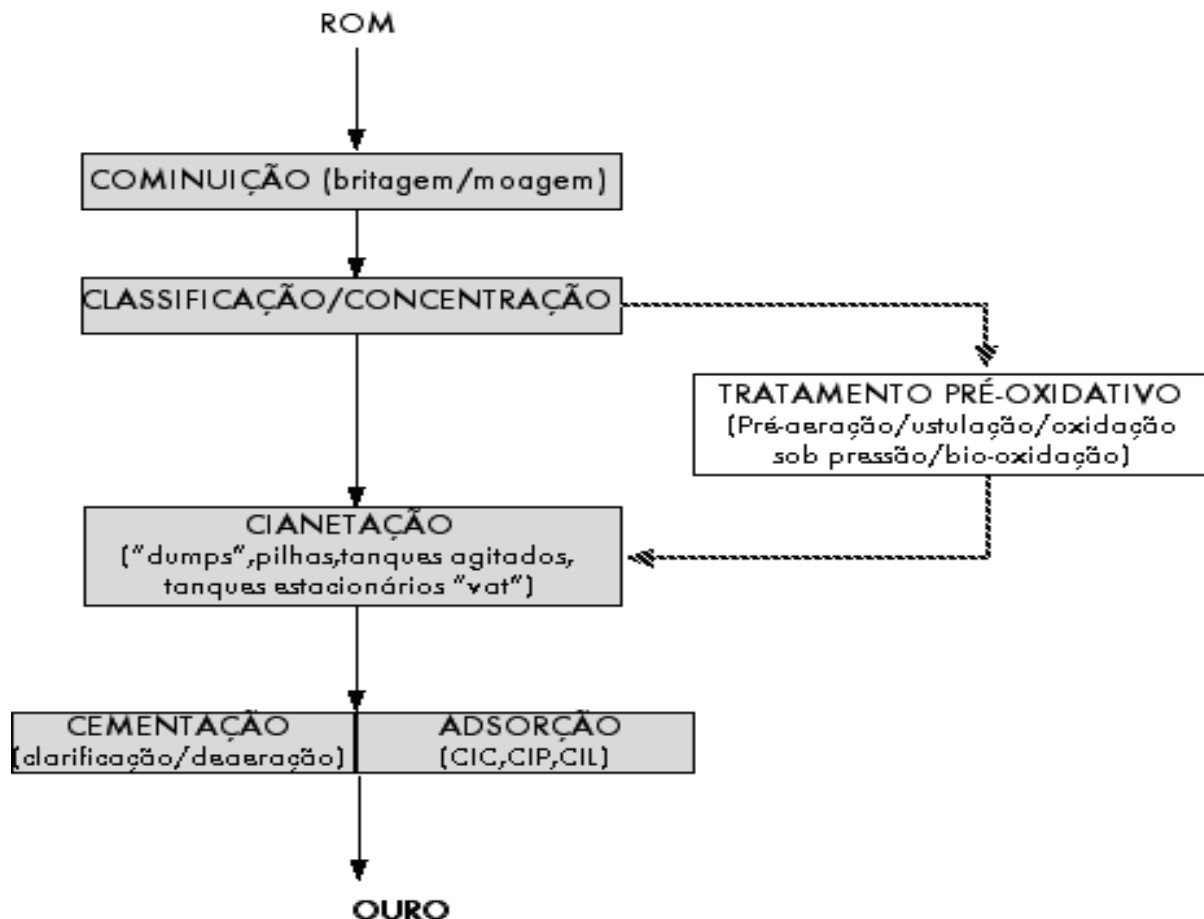 ROM
COMINUIÇÃO (britagem/moagem)
CLASSIFICAÇÃO/CONCENTRAÇÃO
TRATAMENTO PRÉ-OXIDATIVO
(Pré-aeração/ustulação/oxidação
sob pressão/bio-oxidação)
CIANETAÇÃO
("dumps",pilhas,tanques agitados,
tanques estacionários "vat")
CEMENTAÇÃO
(clarificação/deaeração)
ADSORÇÃO
(CIC,CIP,CIL)
OURO